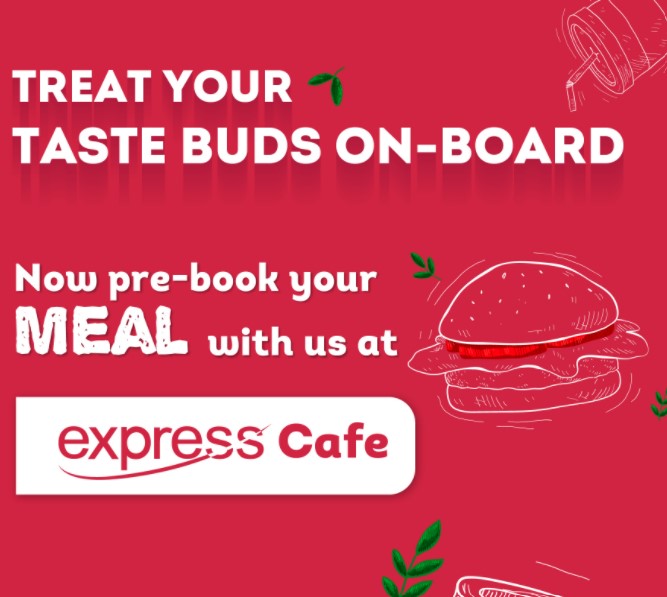 TREAT YOUR
TASTE BUDS ON-BOARD
Now pre-book your
MEAL with us at
express Cafe